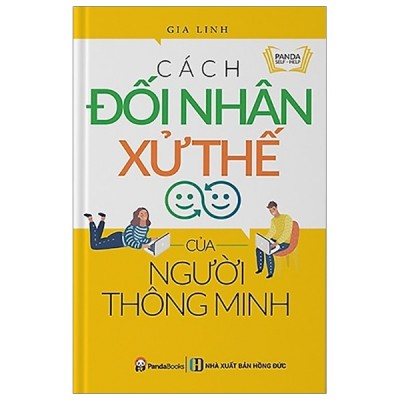 GIA LINH
PANDA
SELF - HELP
CÁCH
ĐỐI NHÂN
XỬ THẾ
CỦA
NGƯỜI
THÔNG MINH
PandaBooks
NHÀ XUẤT BẢN HỒNG ĐỨC